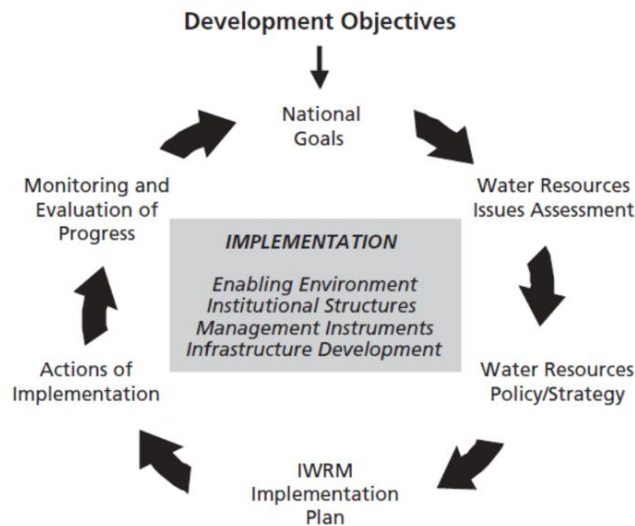 Development Objectives
National
Goals
Water Resources
Issues Assessment
Water Resources
Policy/Strategy
IWRM
Implementation
Plan
Actions of
Implementation
Monitoring and
Evaluation of
Progress
IMPLEMENTATION
Enabling Environment
Institutional Structures
Management Instruments
Infrastructure Development